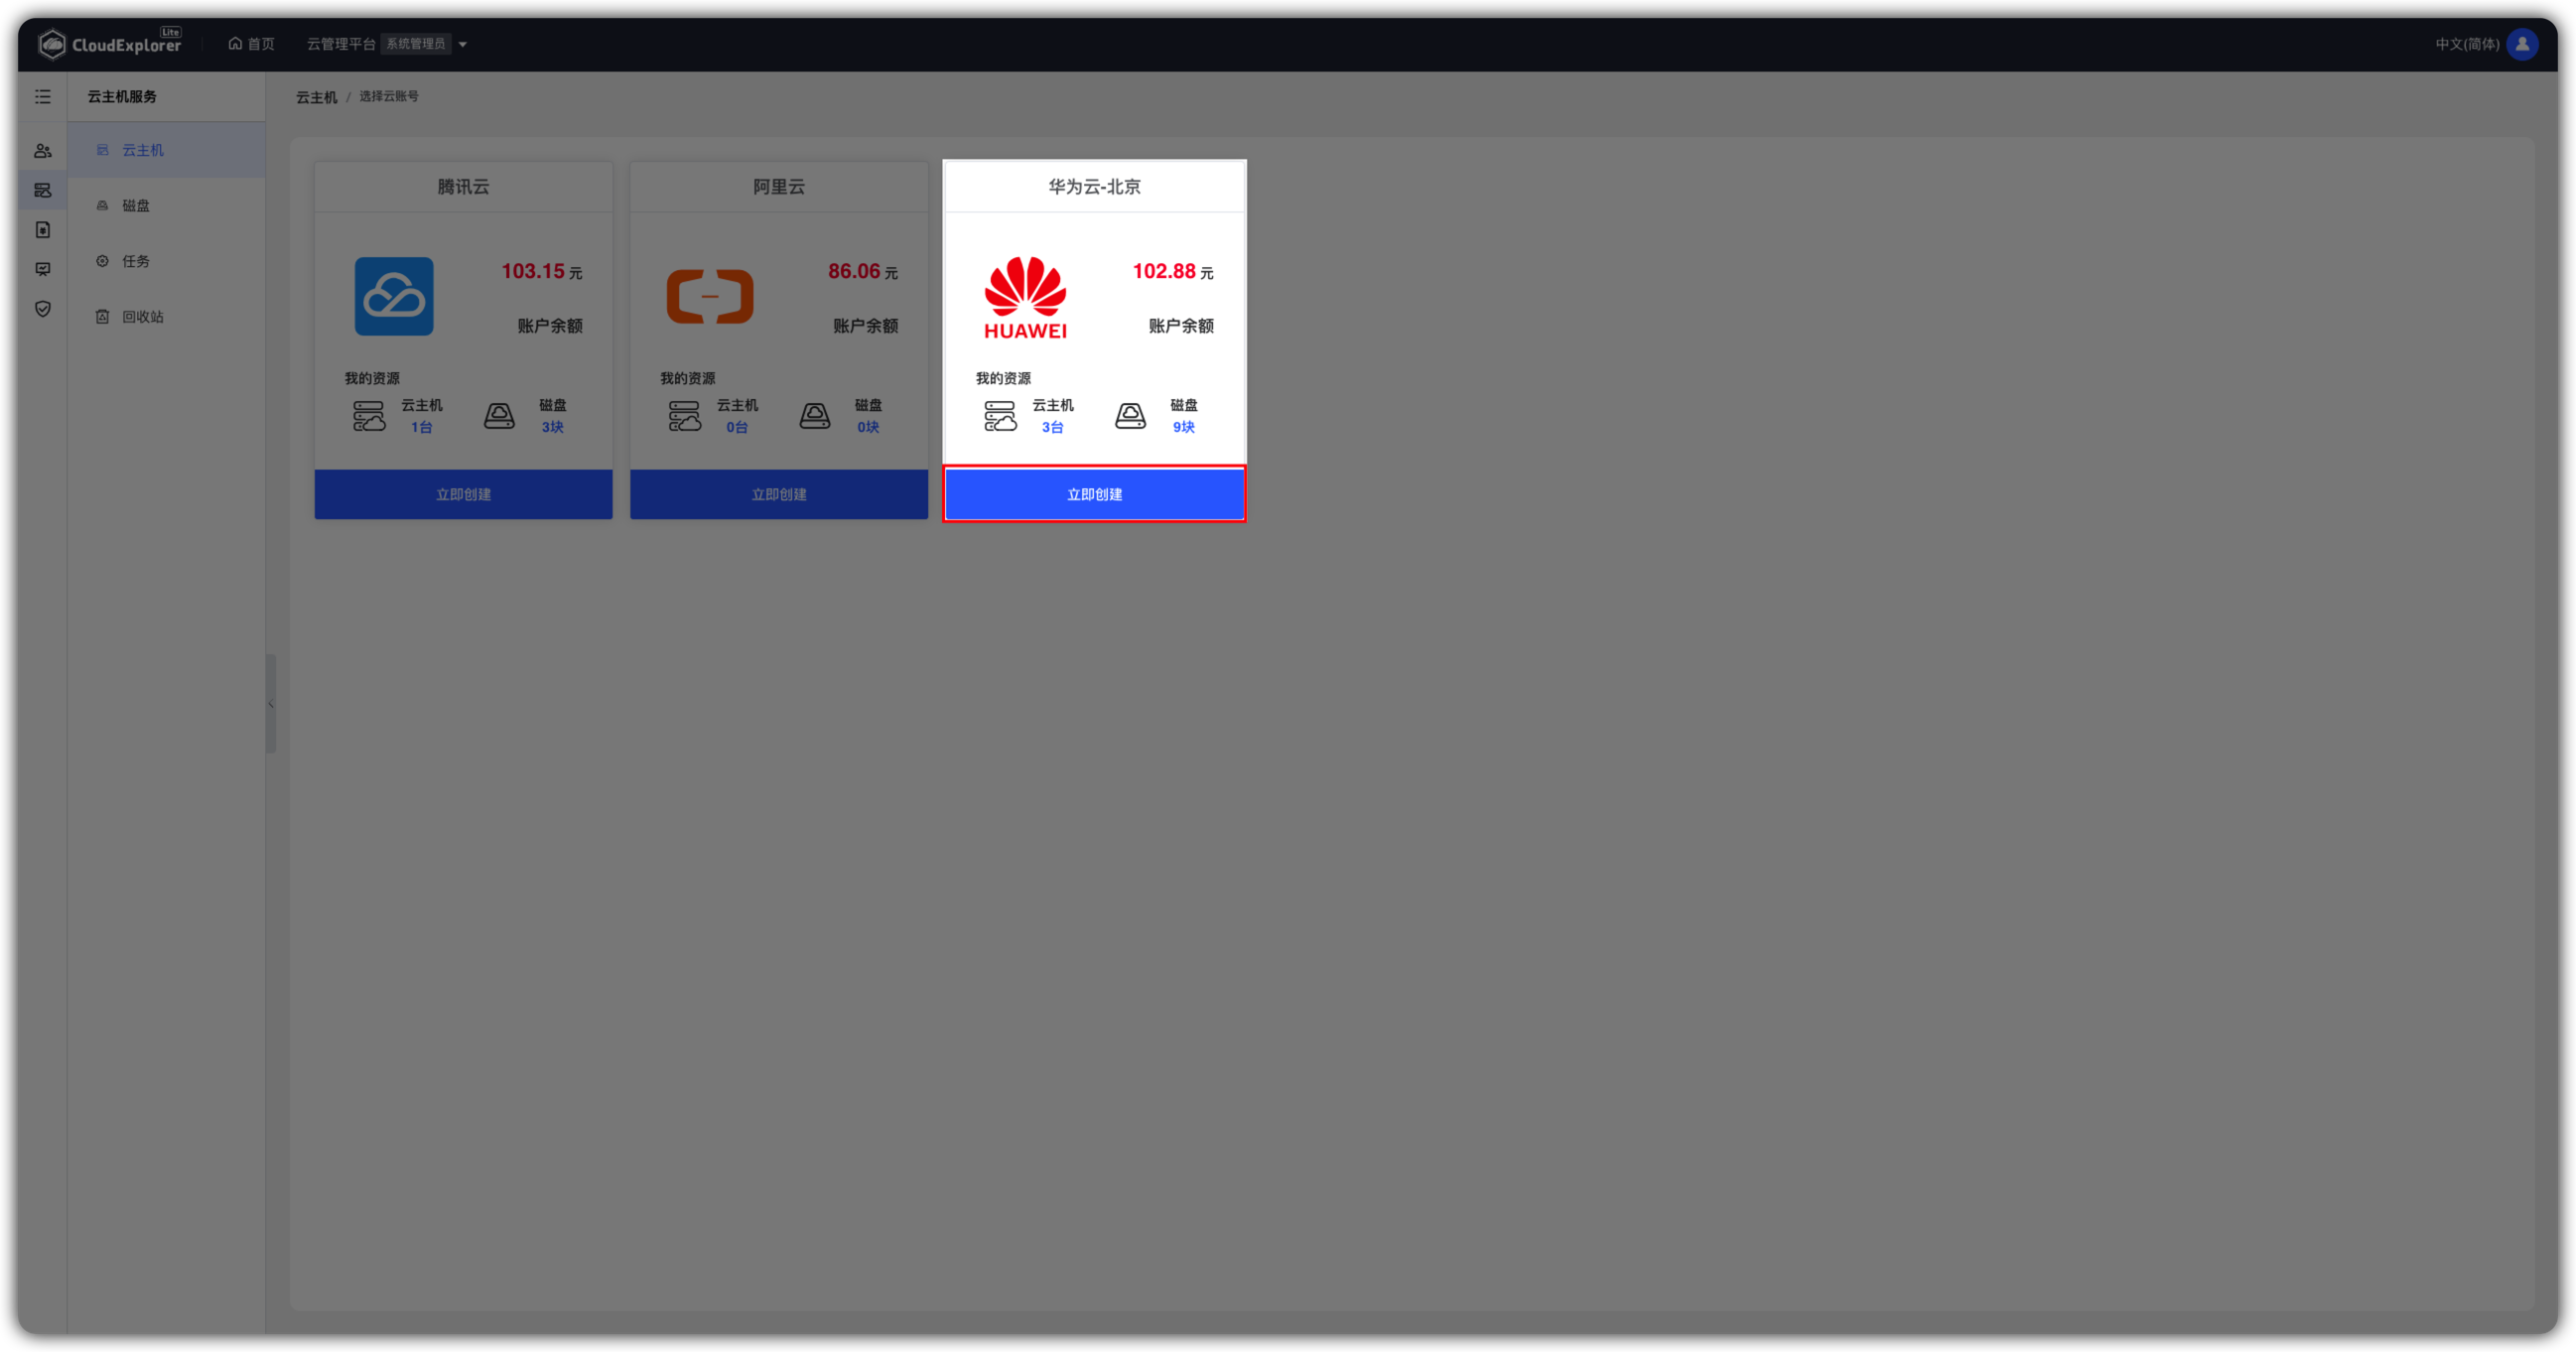 CloudExplorer Lite
首页
云管理平台 系统管理员
中文(简体)
云主机服务
云主机
磁盘
任务
回收站
云主机 / 选择云账号
腾讯云
103.15 元
账户余额
我的资源
云主机
1台
磁盘
3块
立即创建
阿里云
86.06 元
账户余额
我的资源
云主机
0台
磁盘
0块
立即创建
华为云-北京
HUAWEI
102.88 元
账户余额
我的资源
云主机
3台
磁盘
9块
立即创建